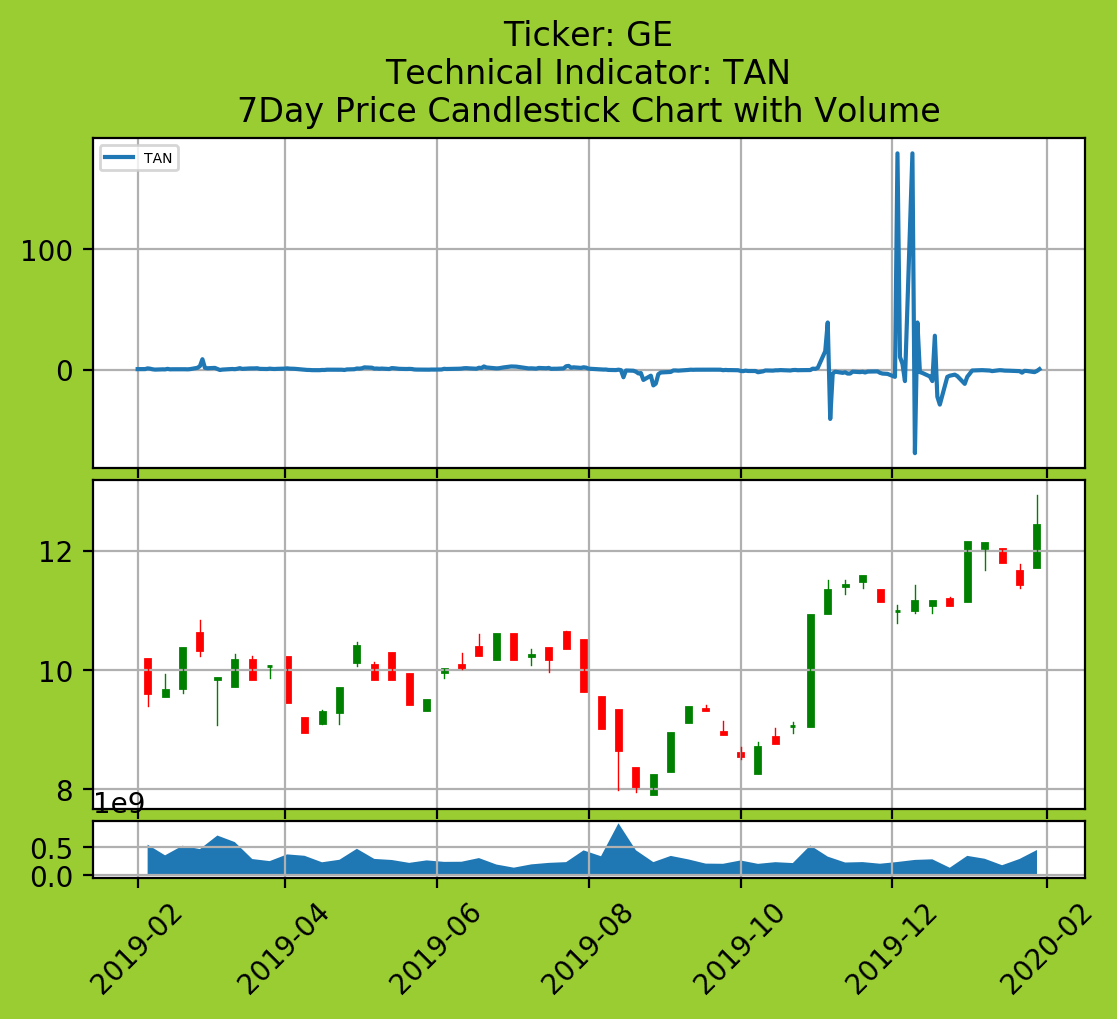 Ticker: GE
Technical Indicator: TAN
7Day Price Candlestick Chart with Volume
TAN
100
0
12
10
8
1e9
0.5
0.0
2019-02
2019-04
2019-06
2019-08
2019-10
2019-12
2020-02